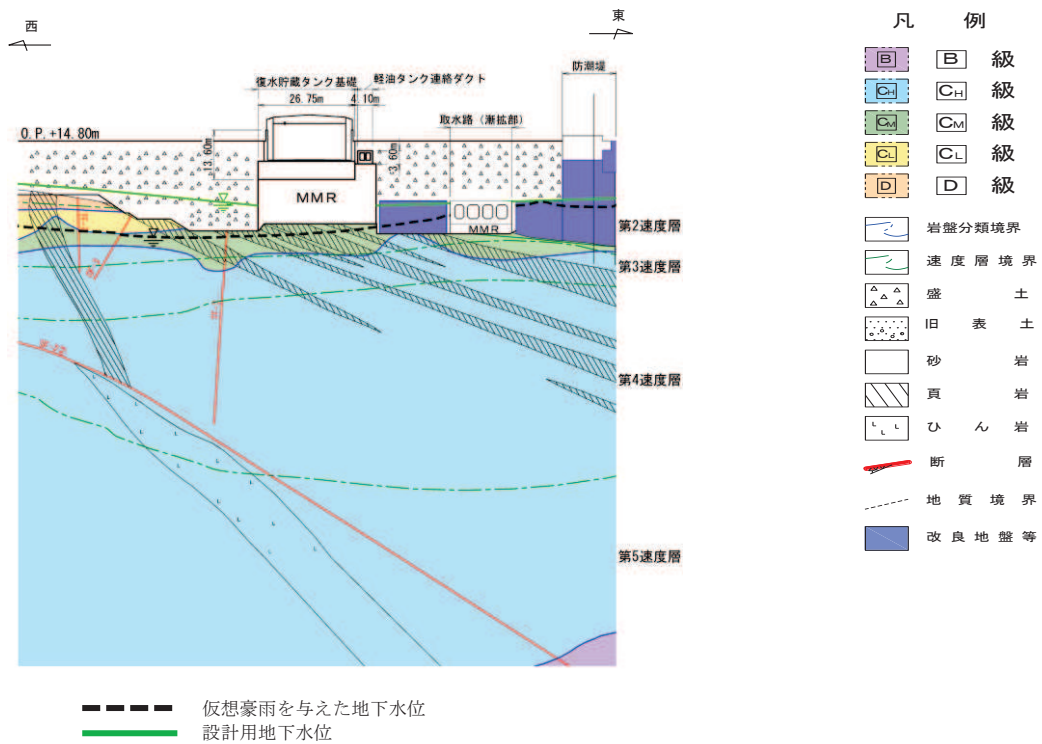 西
東
防潮堤
復水貯蔵タンク基礎
軽油タンク連絡ダクト
26.75m
4.10m
取水路(漸拡部)
O.P.+14.80m
13.60m
3.60m
MMR
MMR
第2速度層
第3速度層
第4速度層
第5速度層
凡 例
B B 級
CH CH 級
CM CM 級
CL CL 級
D D 級
岩盤分類境界
速度層境界
盛 土
旧 表 土
砂 岩
頁 岩
ひ ん 岩
断 層
地 質 境 界
改 良 地 盤 等
仮想豪雨を与えた地下水位
設計用地下水位